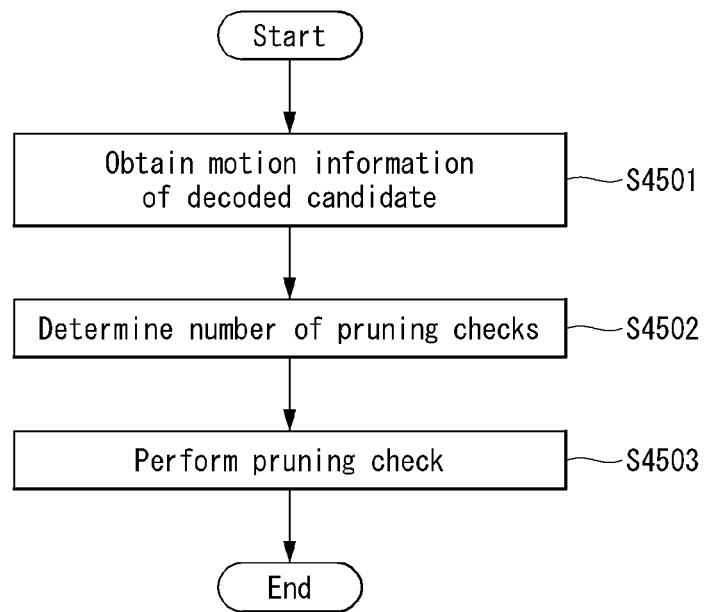 Start
Obtain motion information
of decoded candidate
S4501
Determine number of pruning checks
S4502
Perform pruning check
S4503
End